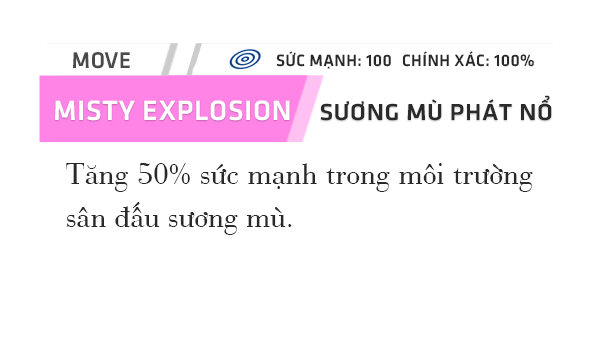 MOVE SỨC MẠNH: 100 CHÍNH XÁC: 100%
MISTY EXPLOSION SƯƠNG MÙ PHÁT NỔ
Tăng 50% sức mạnh trong môi trường
sân đấu sương mù.